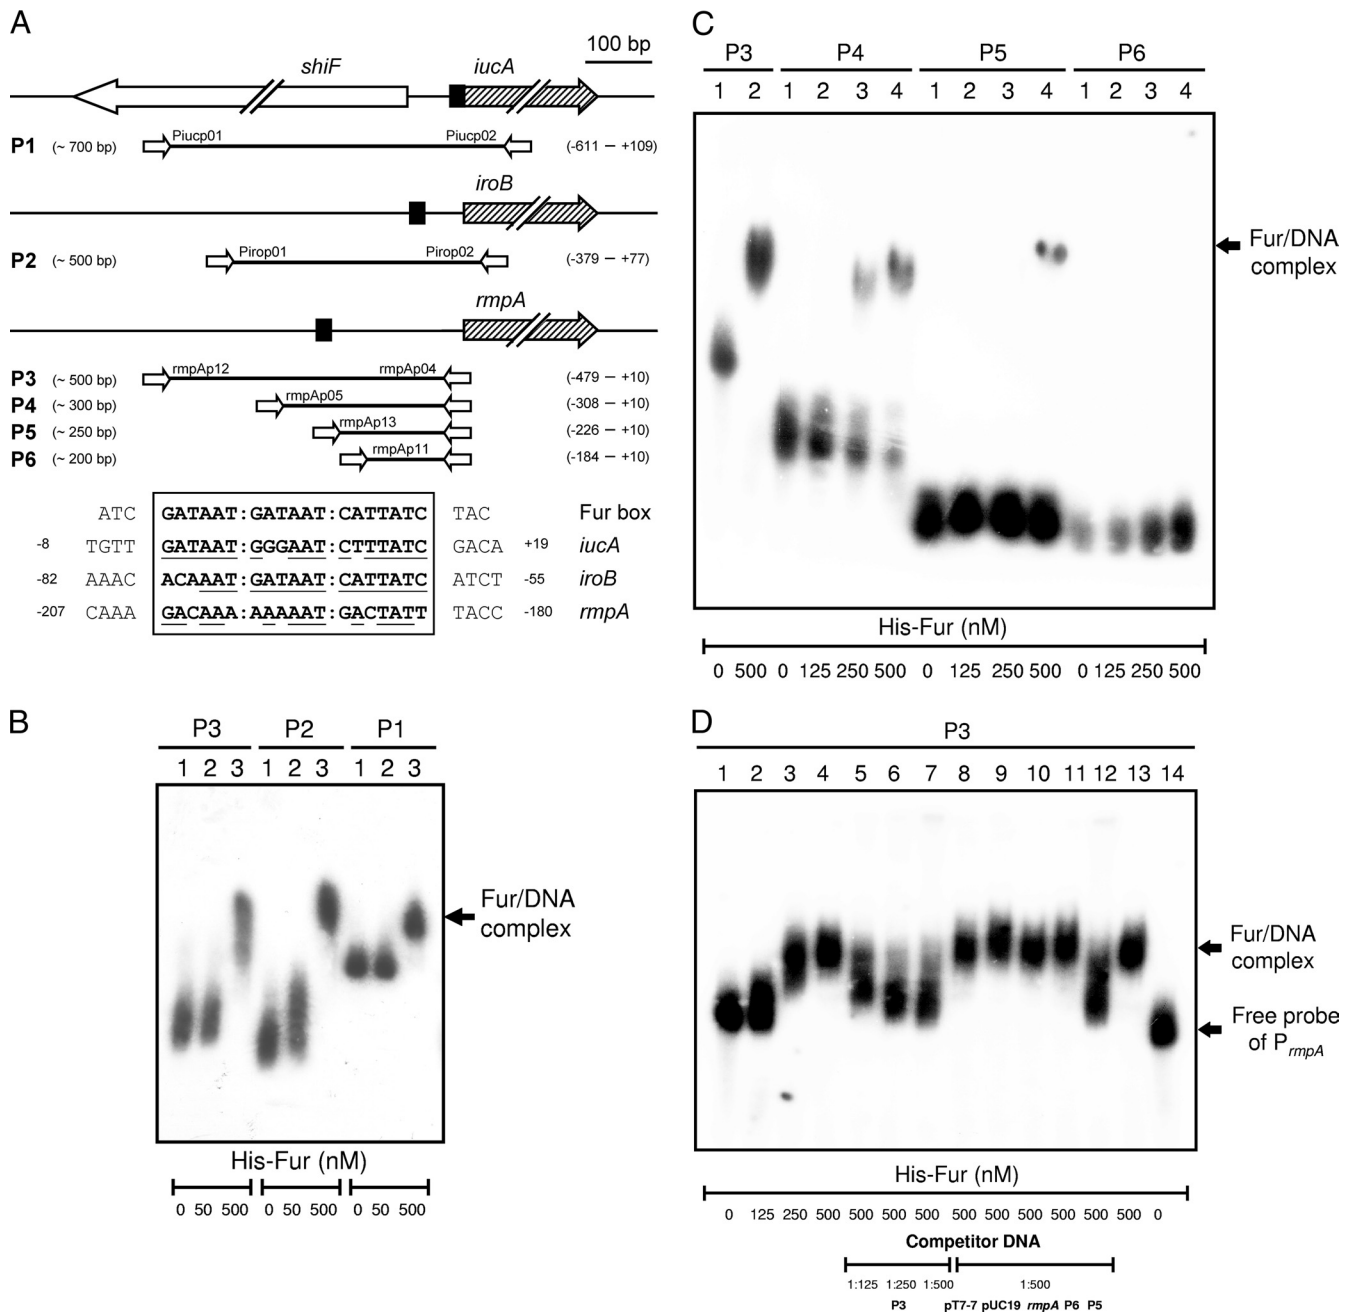 A
100 bp
shiF
iucA
P1 (~ 700 bp) Piucp01 Piucp02 (-611 – +109)
iroB
P2 (~ 500 bp) Pirop01 Pirop02 (-379 – +77)
rmpA
P3 (~ 500 bp) rmpAp12 rmpAp04 (-479 – +10)
P4 (~ 300 bp) rmpAp05 (-308 – +10)
P5 (~ 250 bp) rmpAp13 (-226 – +10)
P6 (~ 200 bp) rmpAp11 (-184 – +10)
ATC GATAAT:GATAAT:CATTATC TAC Fur box
-8 TGTT GATAAT:GGGAAT:CTTTATC GACA +19 iucA
-82 AAAC ACAAAT:GATAAT:CATTATC ATCT -55 iroB
-207 CAAA GACAAA:AAAAAT:GACTATT TACC -180 rmpA
B
P3 P2 P1
1 2 3 1 2 3 1 2 3
Fur/DNA
complex
His-Fur (nM)
0 50 500 0 50 500 0 50 500
C
P3 P4 P5 P6
1 2 1 2 3 4 1 2 3 4 1 2 3 4
Fur/DNA
complex
His-Fur (nM)
0 500 0 125 250 500 0 125 250 500 0 125 250 500
D
P3
1 2 3 4 5 6 7 8 9 10 11 12 13 14
Fur/DNA
complex
Free probe
of PrmpA
His-Fur (nM)
0 125 250 500 500 500 500 500 500 500 500 500 500 0
Competitor DNA
1:125 1:250 1:500 1:500
P3 pT7-7 pUC19 rmpA P6 P5